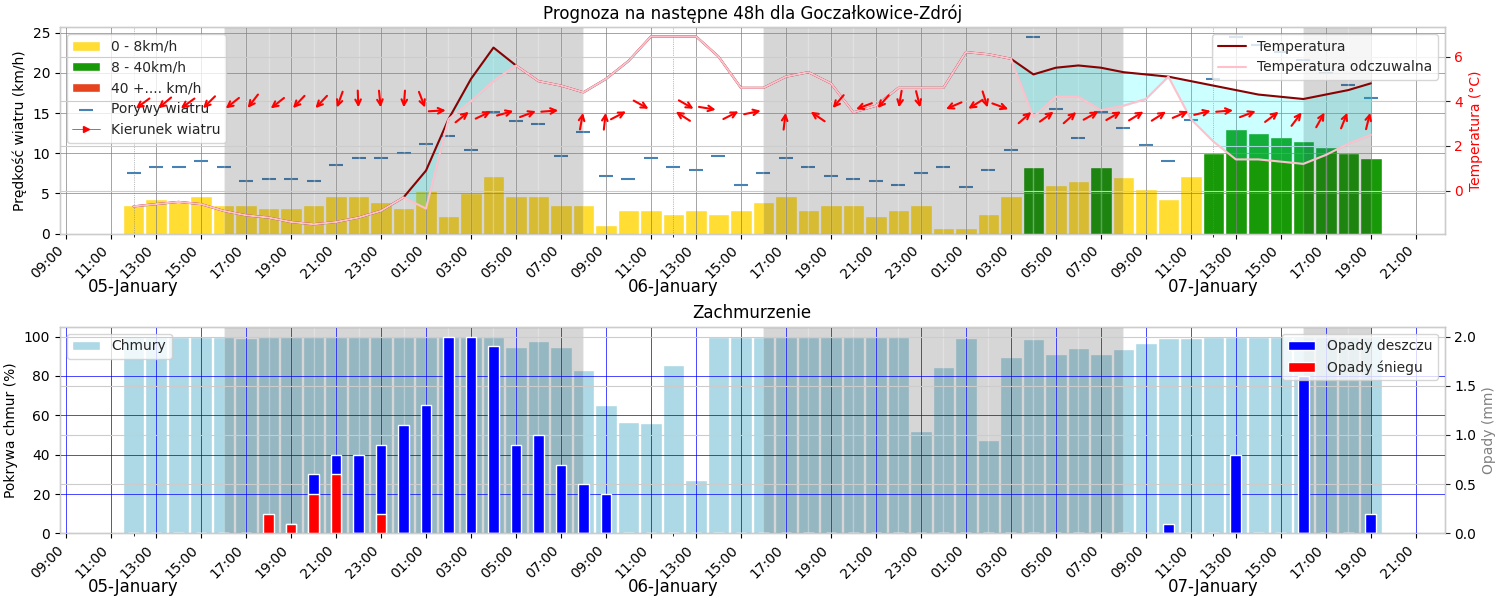 Prognoza na następne 48h dla Goczałkowice-Zdrój
Prędkość wiatru (km/h)
25
20
15
10
5
0
0 - 8km/h
8 - 40km/h
40 +.... km/h
Porywy wiatru
Kierunek wiatru
Temperatura
Temperatura odczuwalna
6
4
2
0
Temperatura (°C)
09:00 11:00 13:00 15:00 17:00 19:00 21:00 23:00 01:00 03:00 05:00 07:00 09:00 11:00 13:00 15:00 17:00 19:00 21:00 23:00 01:00 03:00 05:00 07:00 09:00 11:00 13:00 15:00 17:00 19:00 21:00
05-January 06-January 07-January
Zachmurzenie
Pokrywa chmur (%)
100
80
60
40
20
0
Chmury
Opady deszczu
Opady śniegu
2.0
1.5
1.0
0.5
0.0
Opady (mm)
09:00 11:00 13:00 15:00 17:00 19:00 21:00 23:00 01:00 03:00 05:00 07:00 09:00 11:00 13:00 15:00 17:00 19:00 21:00 23:00 01:00 03:00 05:00 07:00 09:00 11:00 13:00 15:00 17:00 19:00 21:00
05-January 06-January 07-January